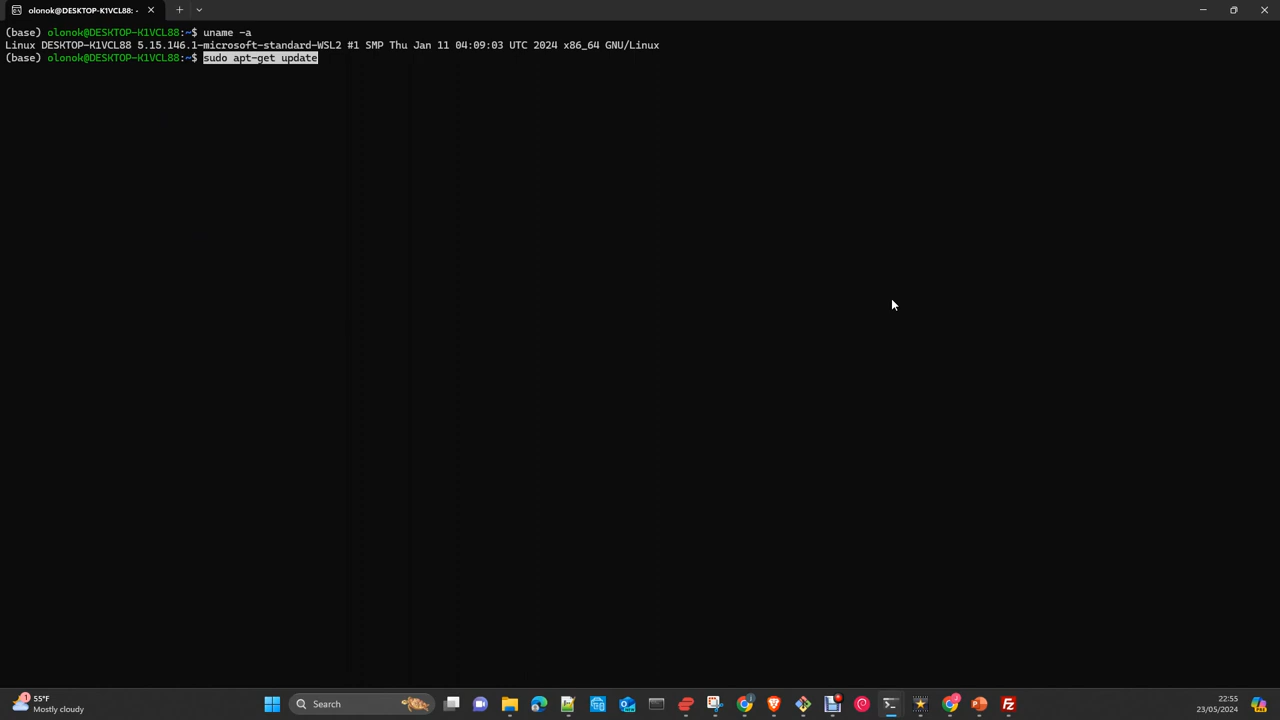 olonok@DESKTOP-K1VCL88: ~
(base) olonok@DESKTOP-K1VCL88:~$ uname -a
Linux DESKTOP-K1VCL88 5.15.146.1-microsoft-standard-WSL2 #1 SMP Thu Jan 11 04:09:03 UTC 2024 x86_64 GNU/Linux
(base) olonok@DESKTOP-K1VCL88:~$ sudo apt-get update
1
55°F
Mostly cloudy
Search
22:55
23/05/2024